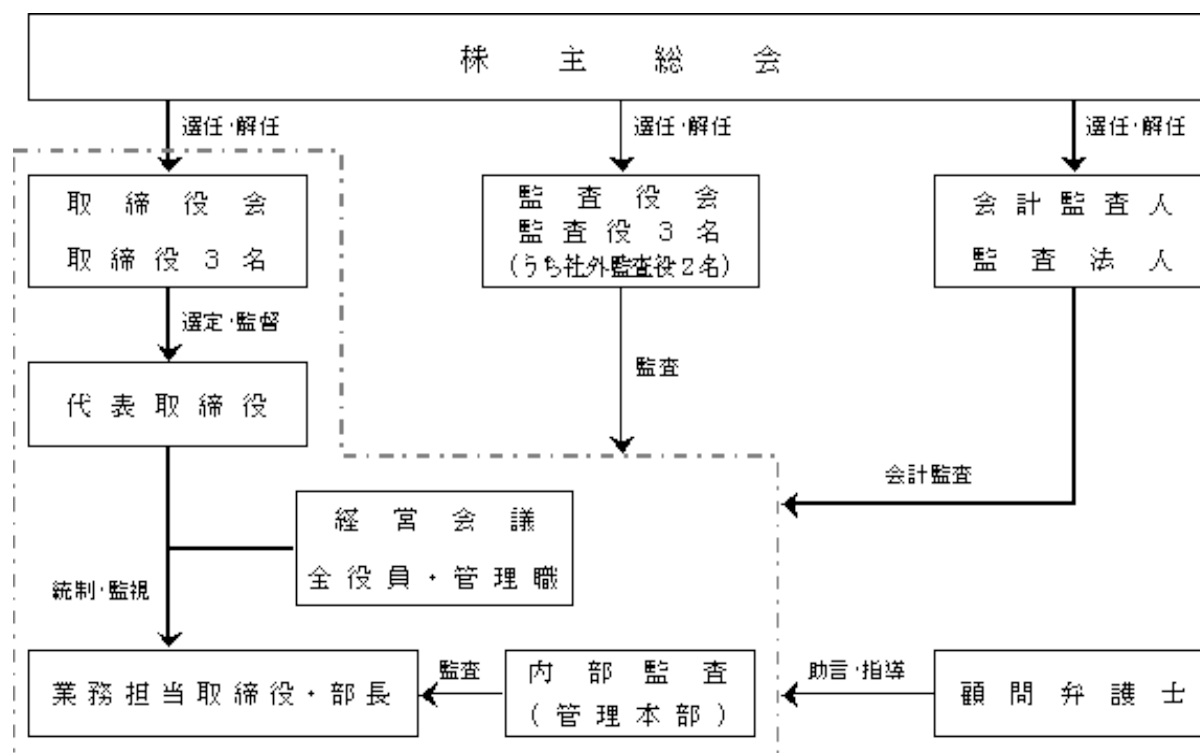 株主総会
選任・解任
選任・解任
選任・解任
取締役会
取締役3名
監査役会
監査役3名
(うち社外監査役2名)
会計監査人
監査法人
選定・監督
監査
代表取締役
会計監査
経営会議
全役員・管理職
統制・監視
業務担当取締役・部長
監査
内部監査
(管理本部)
助言・指導
顧問弁護士